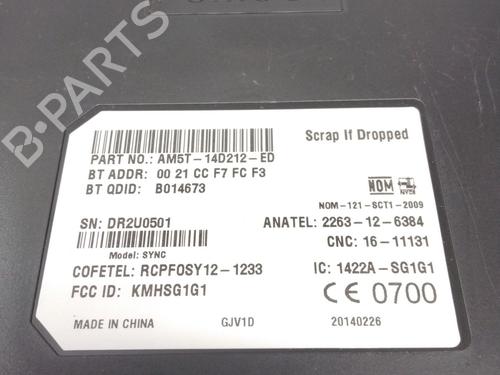 B-PARTS
Scrap If Dropped
PART NO.: AM5T-14D212-ED
BT ADDR: 00 21 CC F7 FC F3
BT QDID: B014673
NOM
NYCE
NOM-121-SCT1-2009
SN: DR2U0501
ANATEL: 2263-12-6384
Model: SYNC
CNC: 16-11131
COFETEL: RCPFOSY12-1233
IC: 1422A-SG1G1
FCC ID: KMHSG1G1
CE 0700
MADE IN CHINA
GJV1D
20140226